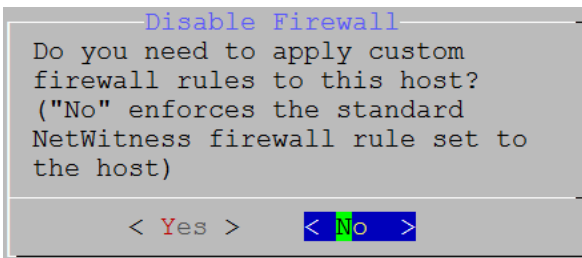 Disable Firewall
Do you need to apply custom
firewall rules to this host?
("No" enforces the standard
NetWitness firewall rule set to
the host)
< Yes > < No >